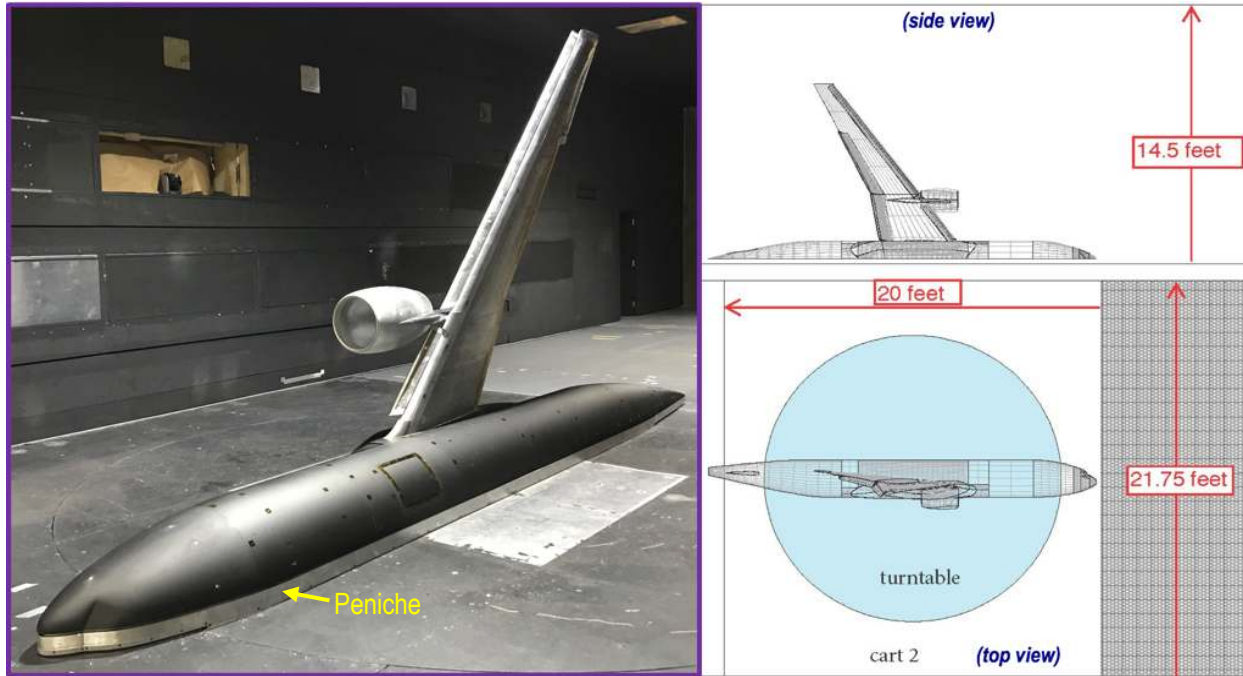 Peniche
(side view)
14.5 feet
20 feet
21.75 feet
turntable
cart 2
(top view)